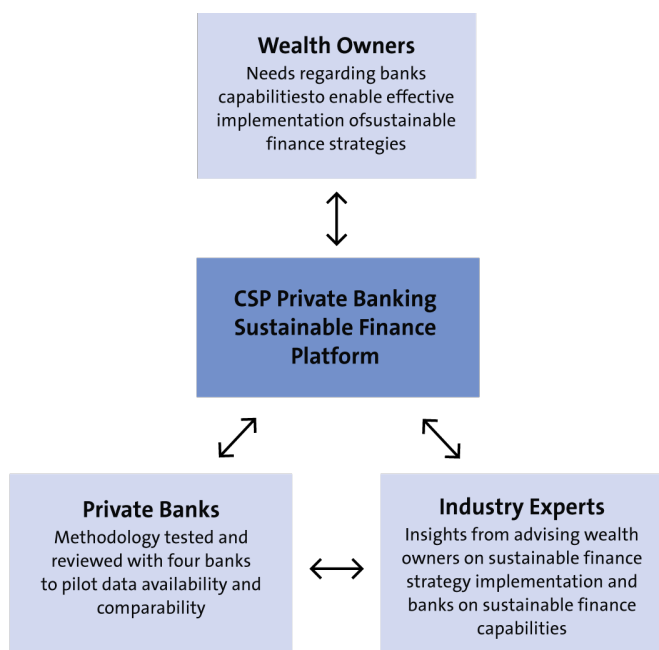 Wealth Owners
Needs regarding banks
capabilitiesto enable effective
implementation ofsustainable
finance strategies
CSP Private Banking
Sustainable Finance
Platform
Private Banks
Methodology tested and
reviewed with four banks
to pilot data availability and
comparability
Industry Experts
Insights from advising wealth
owners on sustainable finance
strategy implementation and
banks on sustainable finance
capabilities